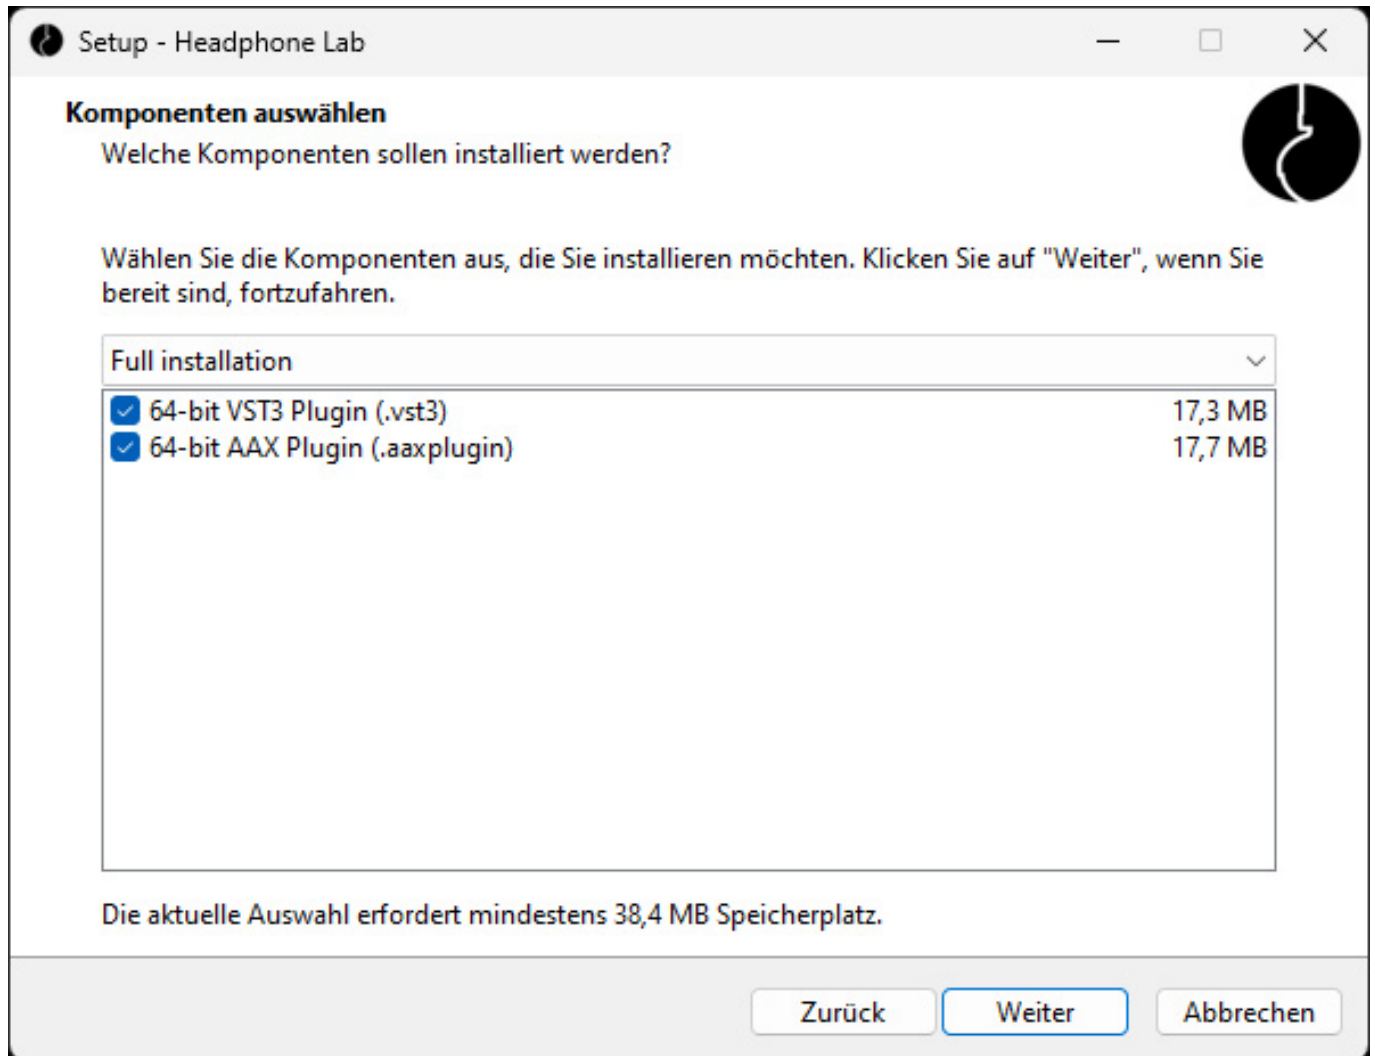 Setup - Headphone Lab
Komponenten auswählen
Welche Komponenten sollen installiert werden?
Wählen Sie die Komponenten aus, die Sie installieren möchten. Klicken Sie auf "Weiter", wenn Sie
bereit sind, fortzufahren.
Full installation
64-bit VST3 Plugin (.vst3) 17,3 MB
64-bit AAX Plugin (.aaxplugin) 17,7 MB
Die aktuelle Auswahl erfordert mindestens 38,4 MB Speicherplatz.
Zurück Weiter Abbrechen